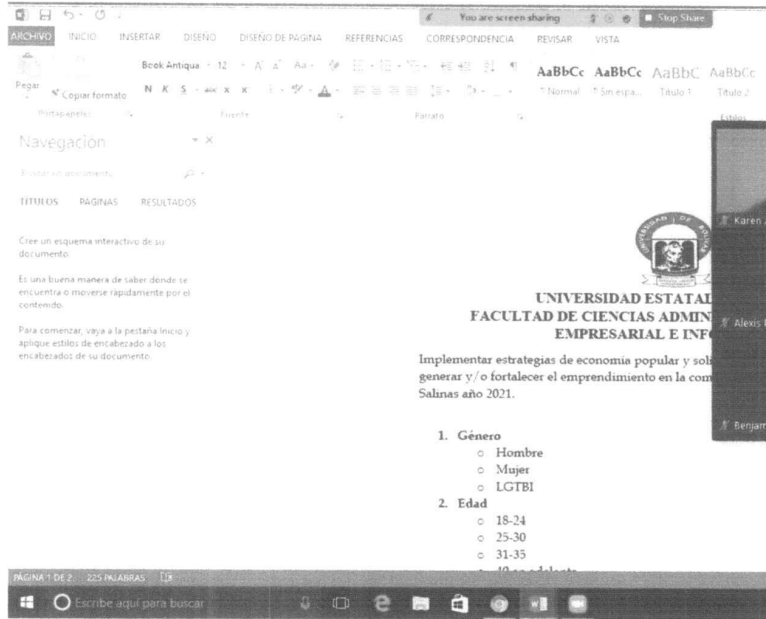 You are screen sharing Stop Share
ARCHIVO INICIO INSERTAR DISEÑO DISEÑO DE PÁGINA REFERENCIAS CORRESPONDENCIA REVISAR VISTA
Book Antiqua 12
Pegar
Copiar formato
N K S
AaBbCc AaBbCc AaBbC AaBbCc
Normal Sin espa... Título 1 Título 2
Portapapeles Fuente Párrafo Estilos
Navegación
Buscar en documento
TÍTULOS PÁGINAS RESULTADOS
Cree un esquema interactivo de su
documento.
Es una buena manera de saber dónde se
encuentra o moverse rápidamente por el
contenido.
Para comenzar, vaya a la pestaña Inicio y
aplique estilos de encabezado a los
encabezados de su documento.
Karen
Alexis
Benjam
UNIVERSIDAD ESTATAL
FACULTAD DE CIENCIAS ADMIN
EMPRESARIAL E INFO
Implementar estrategias de economía popular y soli
generar y/o fortalecer el emprendimiento en la com
Salinas año 2021.
1. Género
○ Hombre
○ Mujer
○ LGTBI
2. Edad
○ 18-24
○ 25-30
○ 31-35
PÁGINA 1 DE 2 225 PALABRAS
Escribe aquí para buscar